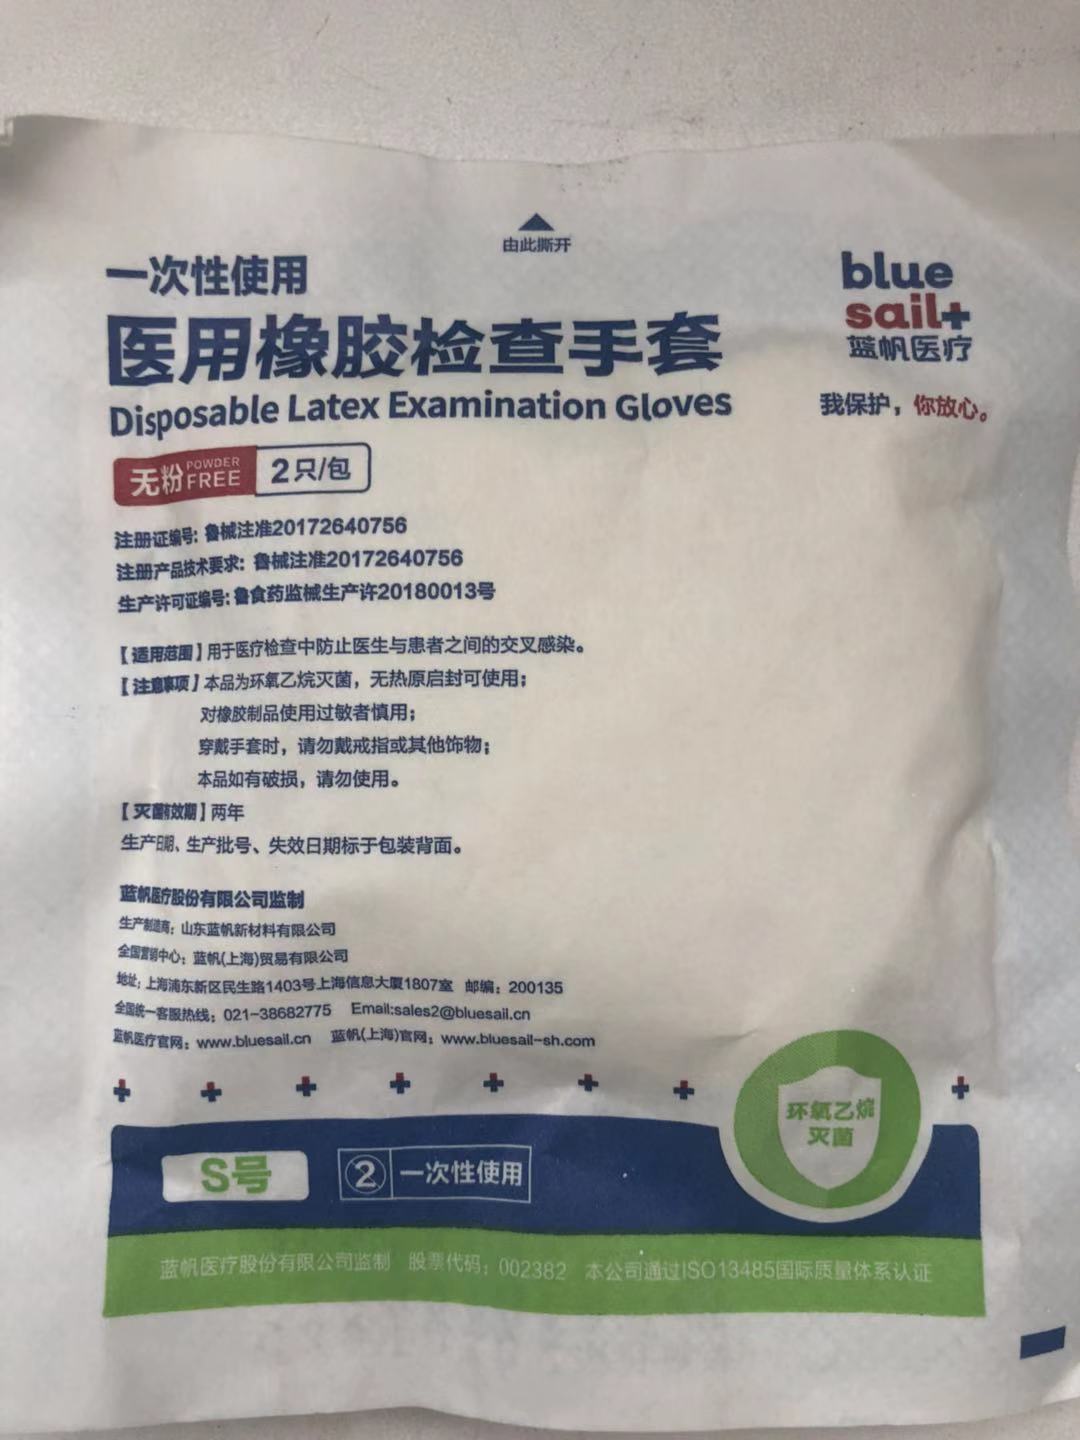 由此撕开
一次性使用
医用橡胶检查手套
Disposable Latex Examination Gloves
blue
sail+
蓝帆医疗
我保护，你放心。
无粉 POWDER FREE 2只/包
注册证编号：鲁械注准20172640756
注册产品技术要求：鲁械注准20172640756
生产许可证编号：鲁食药监械生产许20180013号
【适用范围】用于医疗检查中防止医生与患者之间的交叉感染。
【注意事项】本品为环氧乙烷灭菌，无热原启封可使用；
对橡胶制品使用过敏者慎用；
穿戴手套时，请勿戴戒指或其他饰物；
本品如有破损，请勿使用。
【灭菌有效期】两年
生产日期、生产批号、失效日期标于包装背面。
蓝帆医疗股份有限公司监制
生产制造商：山东蓝帆新材料有限公司
全国营销中心：蓝帆(上海)贸易有限公司
地址：上海浦东新区民生路1403号上海信息大厦1807室 邮编：200135
全国统一客服热线：021-38682775 Email:sales2@bluesail.cn
蓝帆医疗官网：www.bluesail.cn 蓝帆(上海)官网：www.bluesail-sh.com
环氧乙烷
灭菌
S号 ② 一次性使用
蓝帆医疗股份有限公司监制 股票代码：002382 本公司通过ISO13485国际质量体系认证